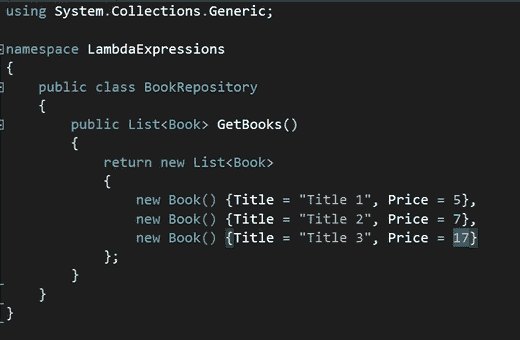 using System.Collections.Generic;
namespace LambdaExpressions
{
public class BookRepository
{
public List<Book> GetBooks()
{
return new List<Book>
{
new Book() {Title = "Title 1", Price = 5},
new Book() {Title = "Title 2", Price = 7},
new Book() {Title = "Title 3", Price = 17}
};
}
}
}